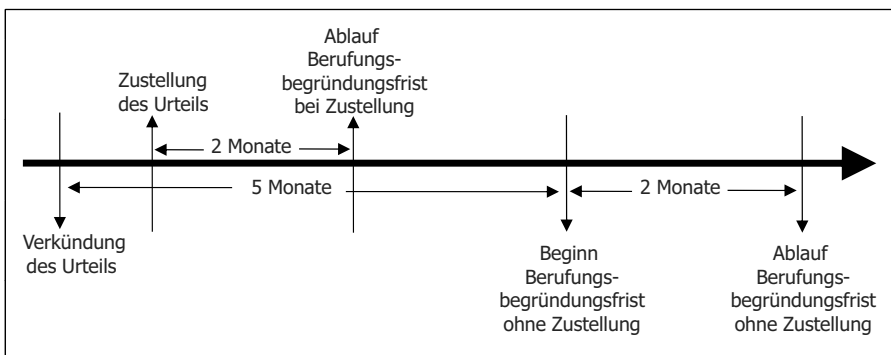 Ablauf
Berufungs-
begründungsfrist
bei Zustellung
Zustellung
des Urteils
2 Monate
5 Monate
2 Monate
Verkündung
des Urteils
Beginn
Berufungs-
begründungsfrist
ohne Zustellung
Ablauf
Berufungs-
begründungsfrist
ohne Zustellung